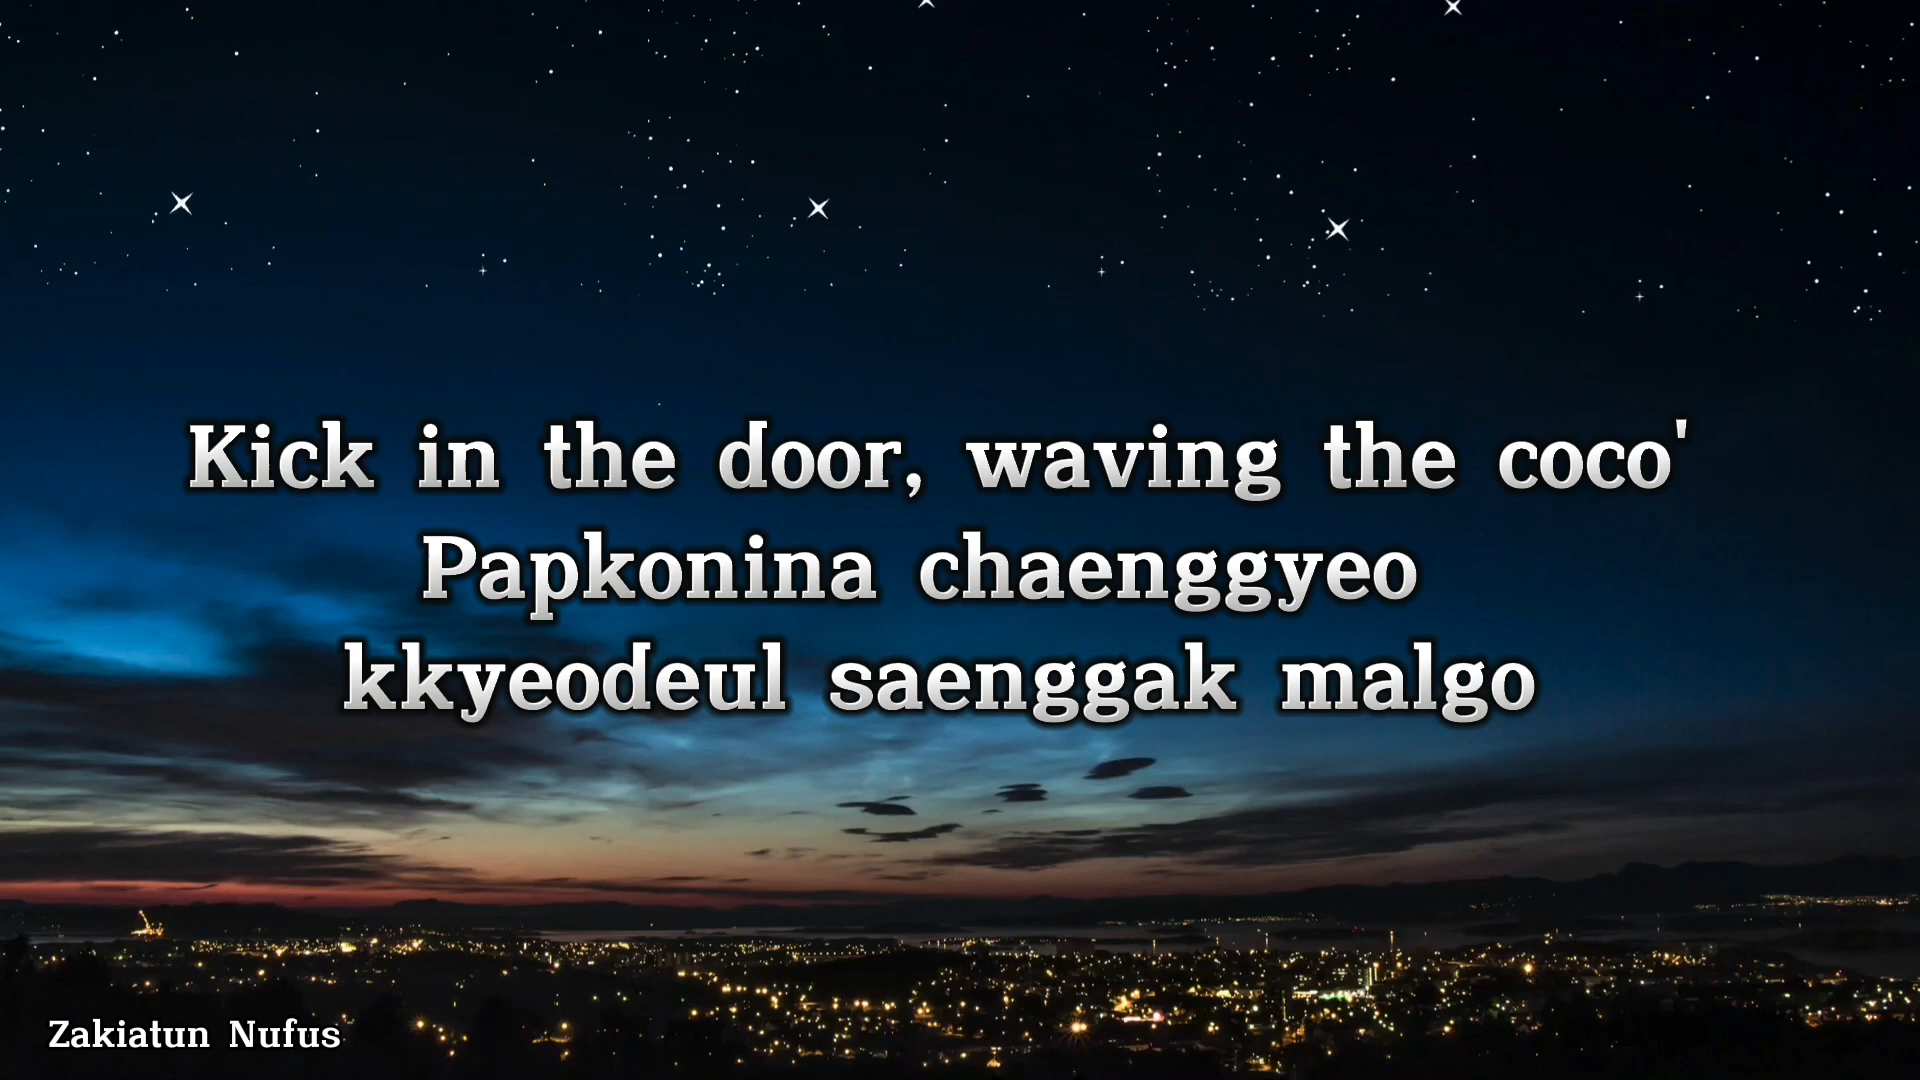 Kick in the door, waving the coco'
Papkonina chaenggyeo
kkyeodeul saenggak malgo
Zakiatun Nufus